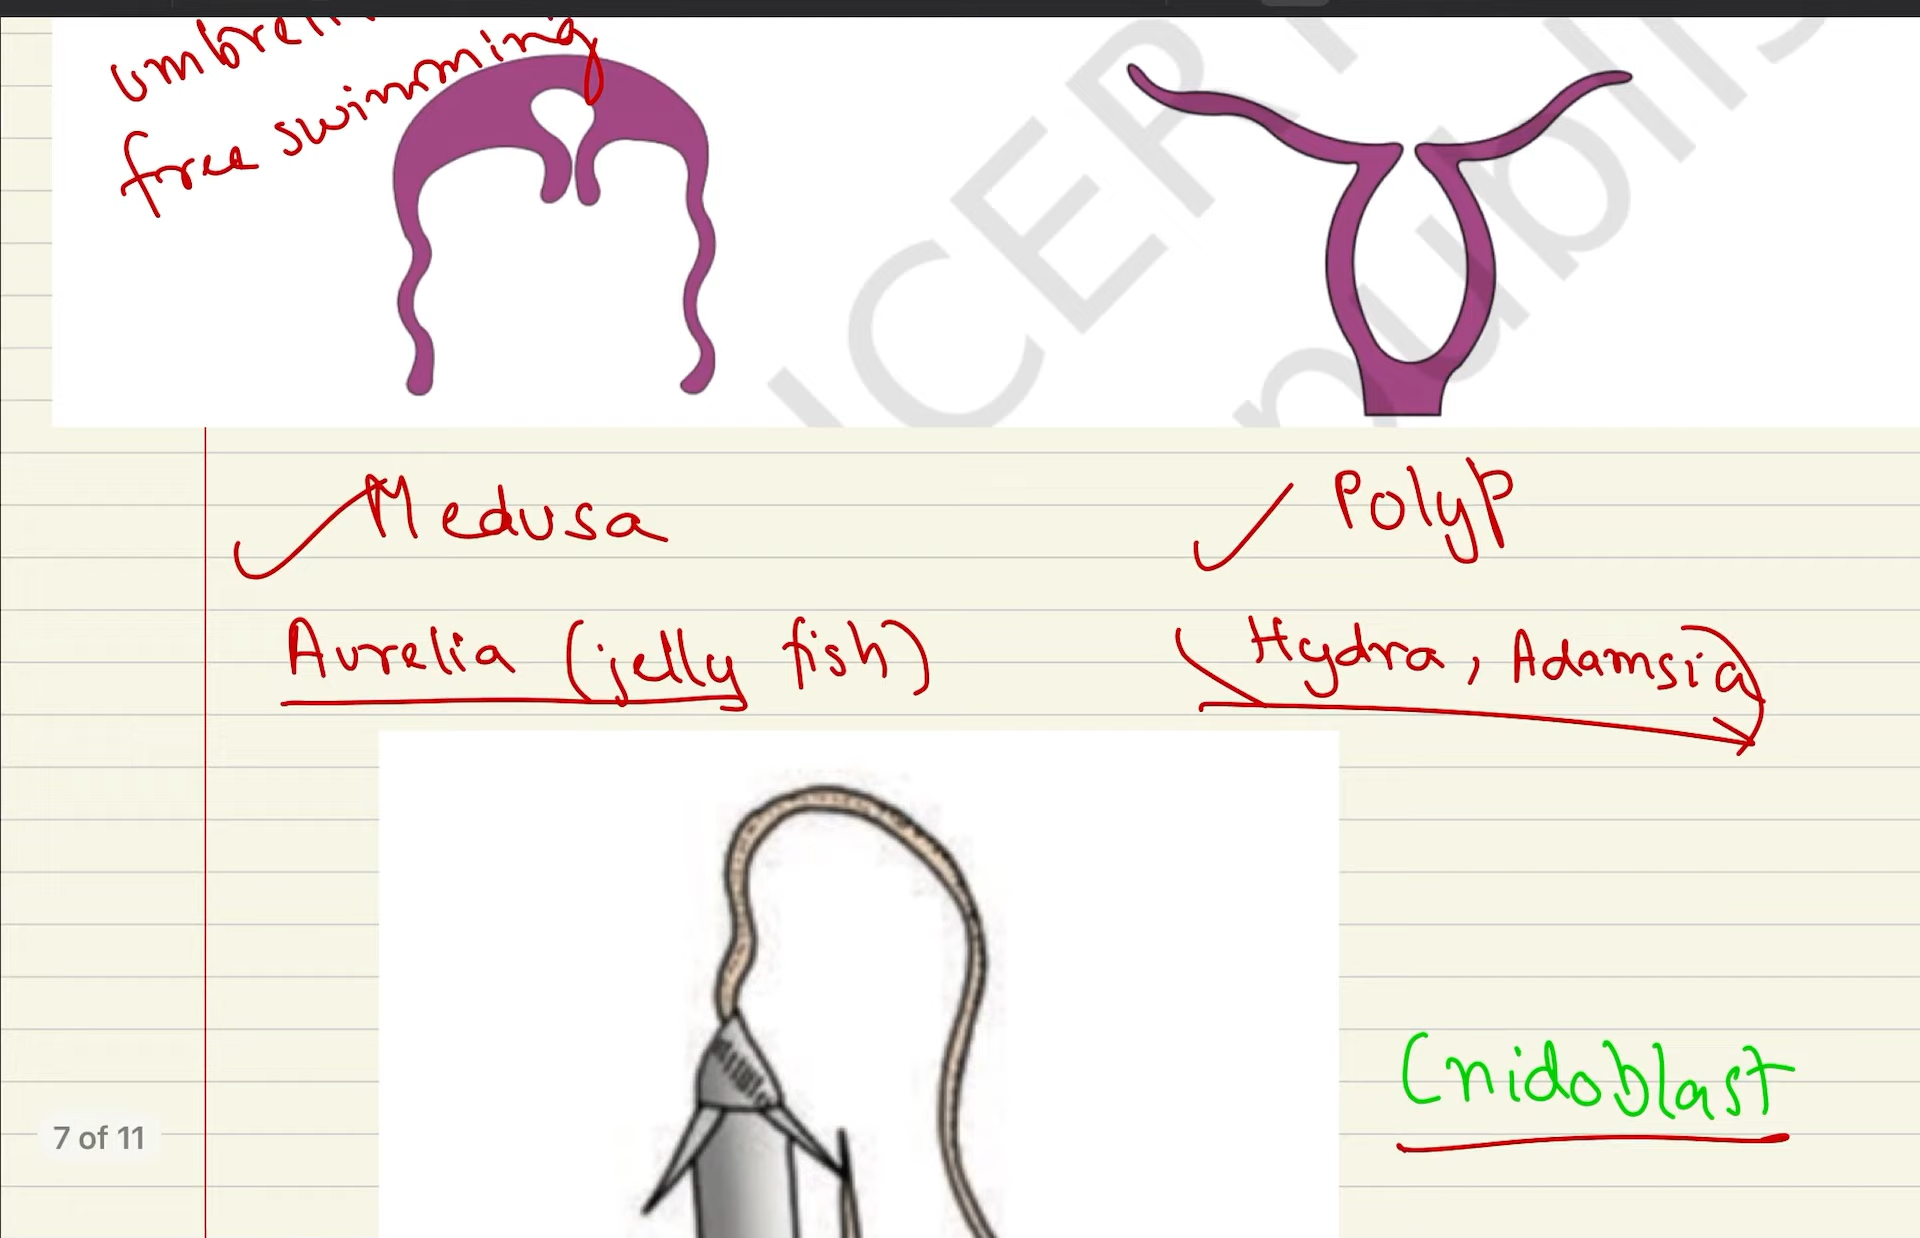 free swimming
Medusa
Polyp
Aurelia (jelly fish)
Hydra, Adamsia
Cnidoblast
7 of 11